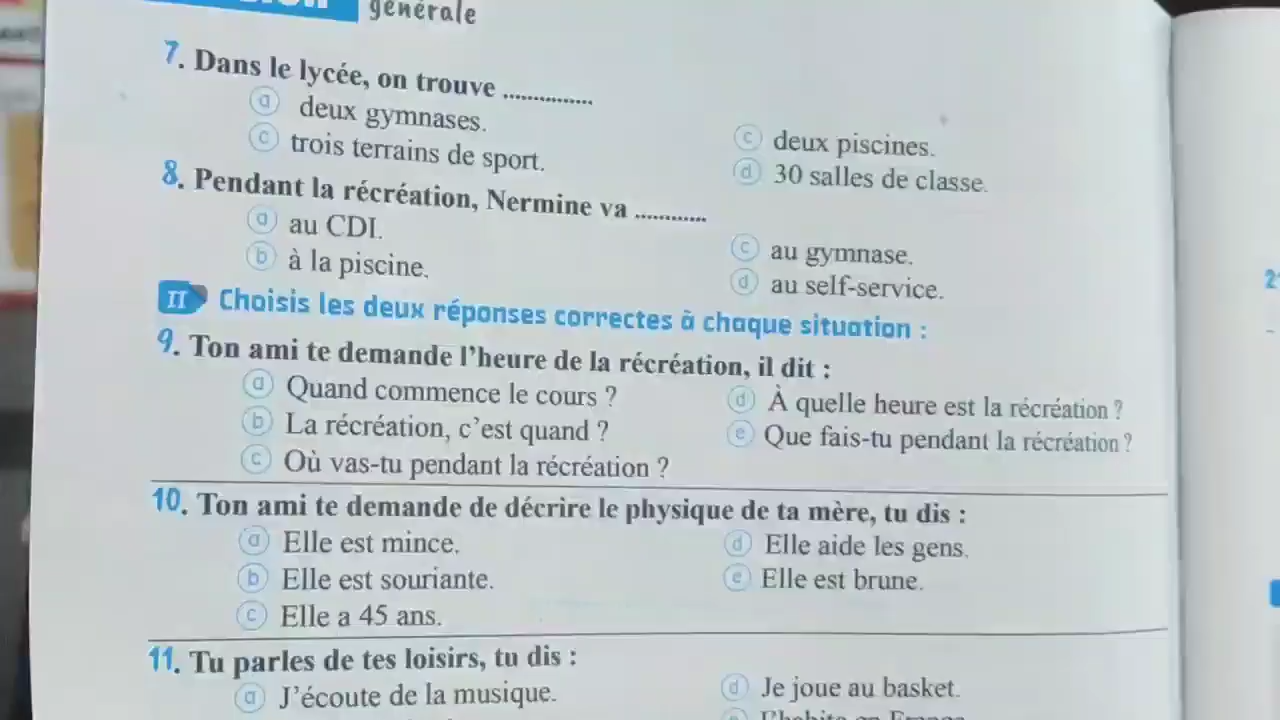 générale
7. Dans le lycée, on trouve ...............
a deux gymnases.
c deux piscines.
c trois terrains de sport.
d 30 salles de classe.
8. Pendant la récréation, Nermine va ............
a au CDI.
c au gymnase.
b à la piscine.
d au self-service.
II Choisis les deux réponses correctes à chaque situation :
9. Ton ami te demande l'heure de la récréation, il dit :
a Quand commence le cours ?
d À quelle heure est la récréation ?
b La récréation, c'est quand ?
e Que fais-tu pendant la récréation ?
c Où vas-tu pendant la récréation ?
10. Ton ami te demande de décrire le physique de ta mère, tu dis :
a Elle est mince.
d Elle aide les gens.
b Elle est souriante.
e Elle est brune.
c Elle a 45 ans.
11. Tu parles de tes loisirs, tu dis :
a J'écoute de la musique.
d Je joue au basket.